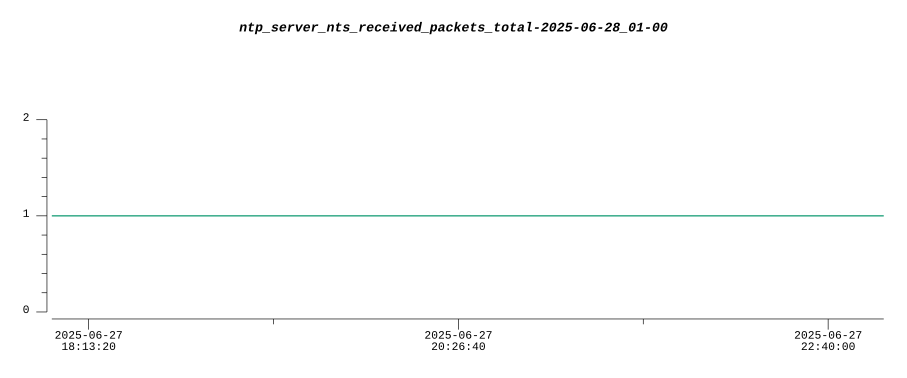 ntp_server_nts_received_packets_total-2025-06-28_01-00
2
1
0
2025-06-27 2025-06-27 2025-06-27
18:13:20 20:26:40 22:40:00